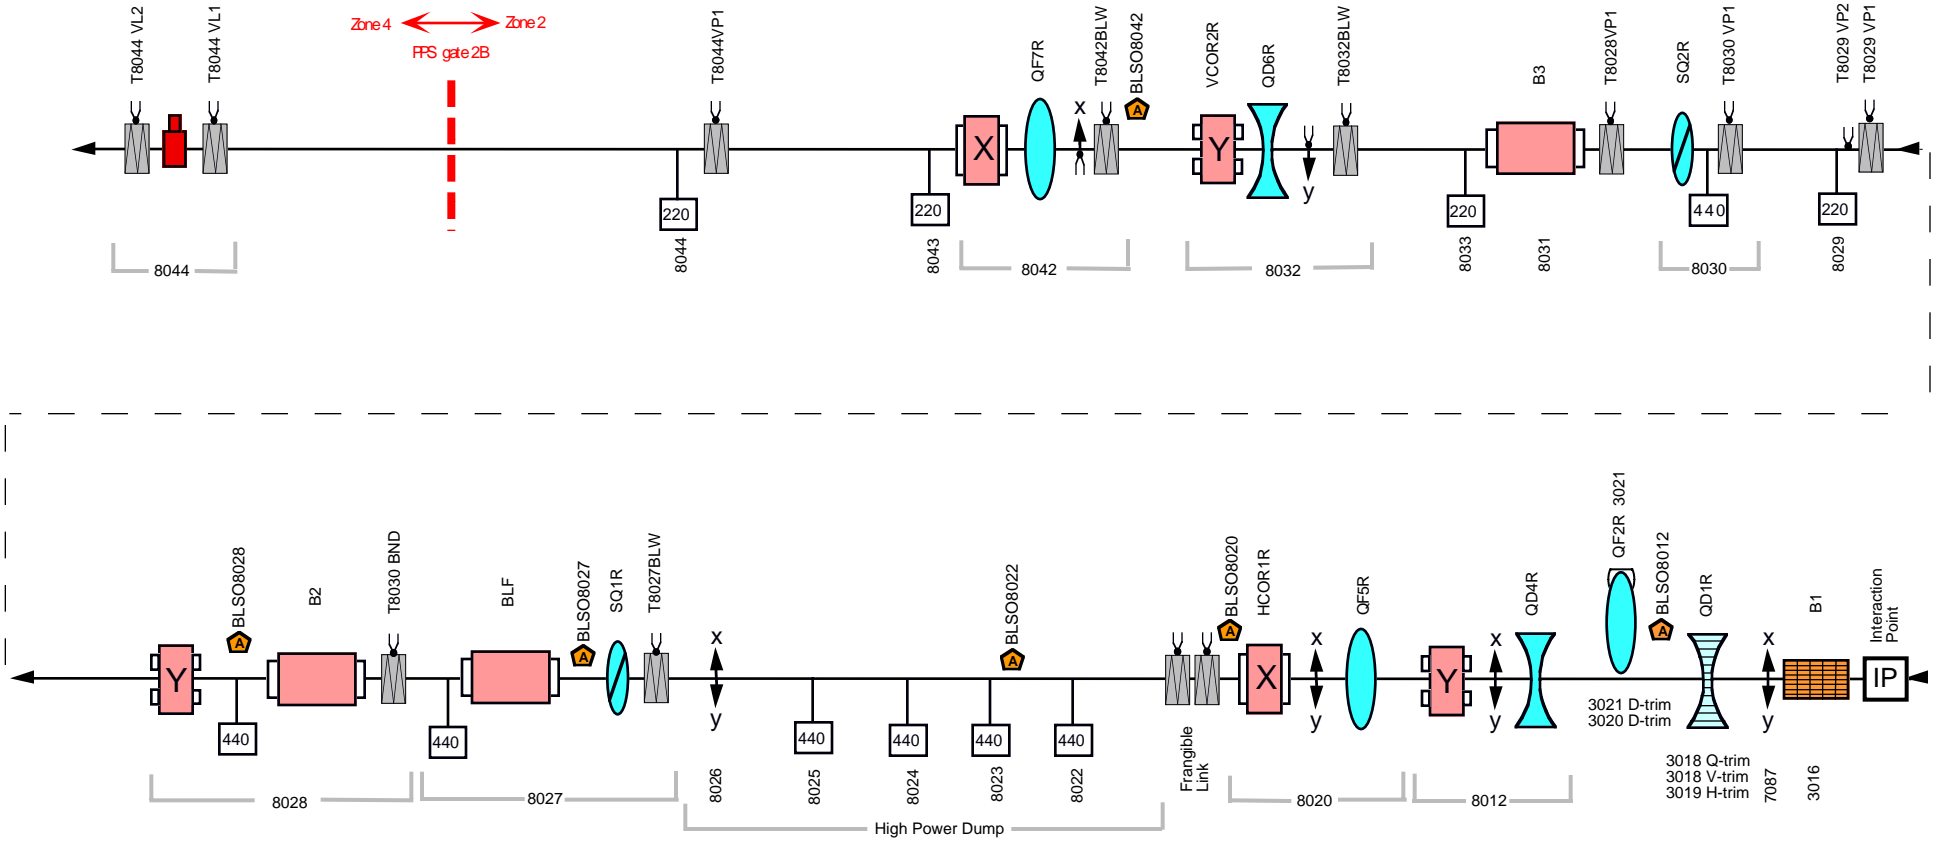 T8044 VL2
T8044 VL1
Zone 4
Zone 2
PPS gate 2B
T8044VP1
QF7R
T8042BLW
BLSO8042
VCOR2R
QD6R
T8032BLW
B3
T8028VP1
SQ2R
T8030 VP1
T8029 VP2
T8029 VP1
X
x
A
Y
y
220
220
220
440
220
8044
8044
8043
8042
8032
8033
8031
8030
8029
BLSO8028
B2
T8030 BND
BLF
BLSO8027
SQ1R
T8027BLW
BLSO8022
BLSO8020
HCOR1R
QF5R
QD4R
QF2R 3021
BLSO8012
QD1R
B1
Interaction
Point
A
A
A
A
A
x
x
x
x
Y
X
Y
IP
y
y
y
y
440
440
440
440
440
440
3021 D-trim
3020 D-trim
Frangible
Link
3018 Q-trim
3018 V-trim
3019 H-trim
7087
3016
8028
8027
8026
8025
8024
8023
8022
8020
8012
High Power Dump